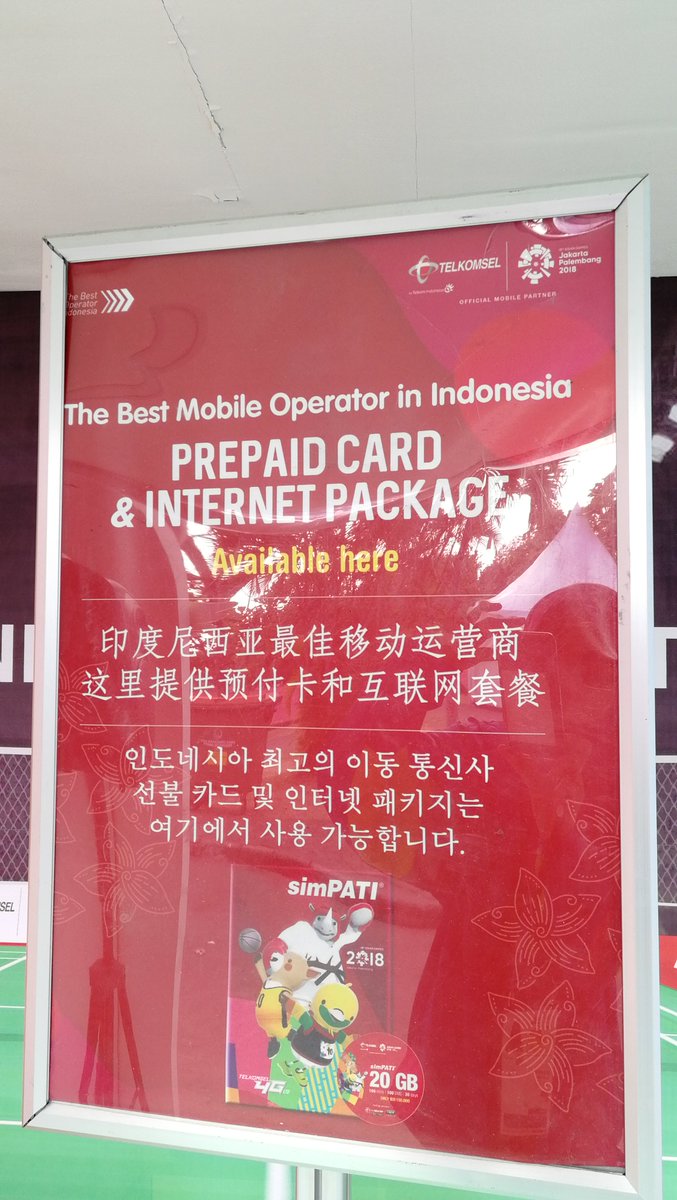 The Best
Operator
Indonesia
TELKOMSEL
by Telkom Indonesia
Jakarta
Palembang
2018
OFFICIAL MOBILE PARTNER
The Best Mobile Operator in Indonesia
PREPAID CARD
& INTERNET PACKAGE
Available here
印度尼西亚最佳移动运营商
这里提供预付卡和互联网套餐
인도네시아 최고의 이동 통신사
선불 카드 및 인터넷 패키지는
여기에서 사용 가능합니다.
simPATI
2018
simPATI
20 GB
TELKOMSEL
4G